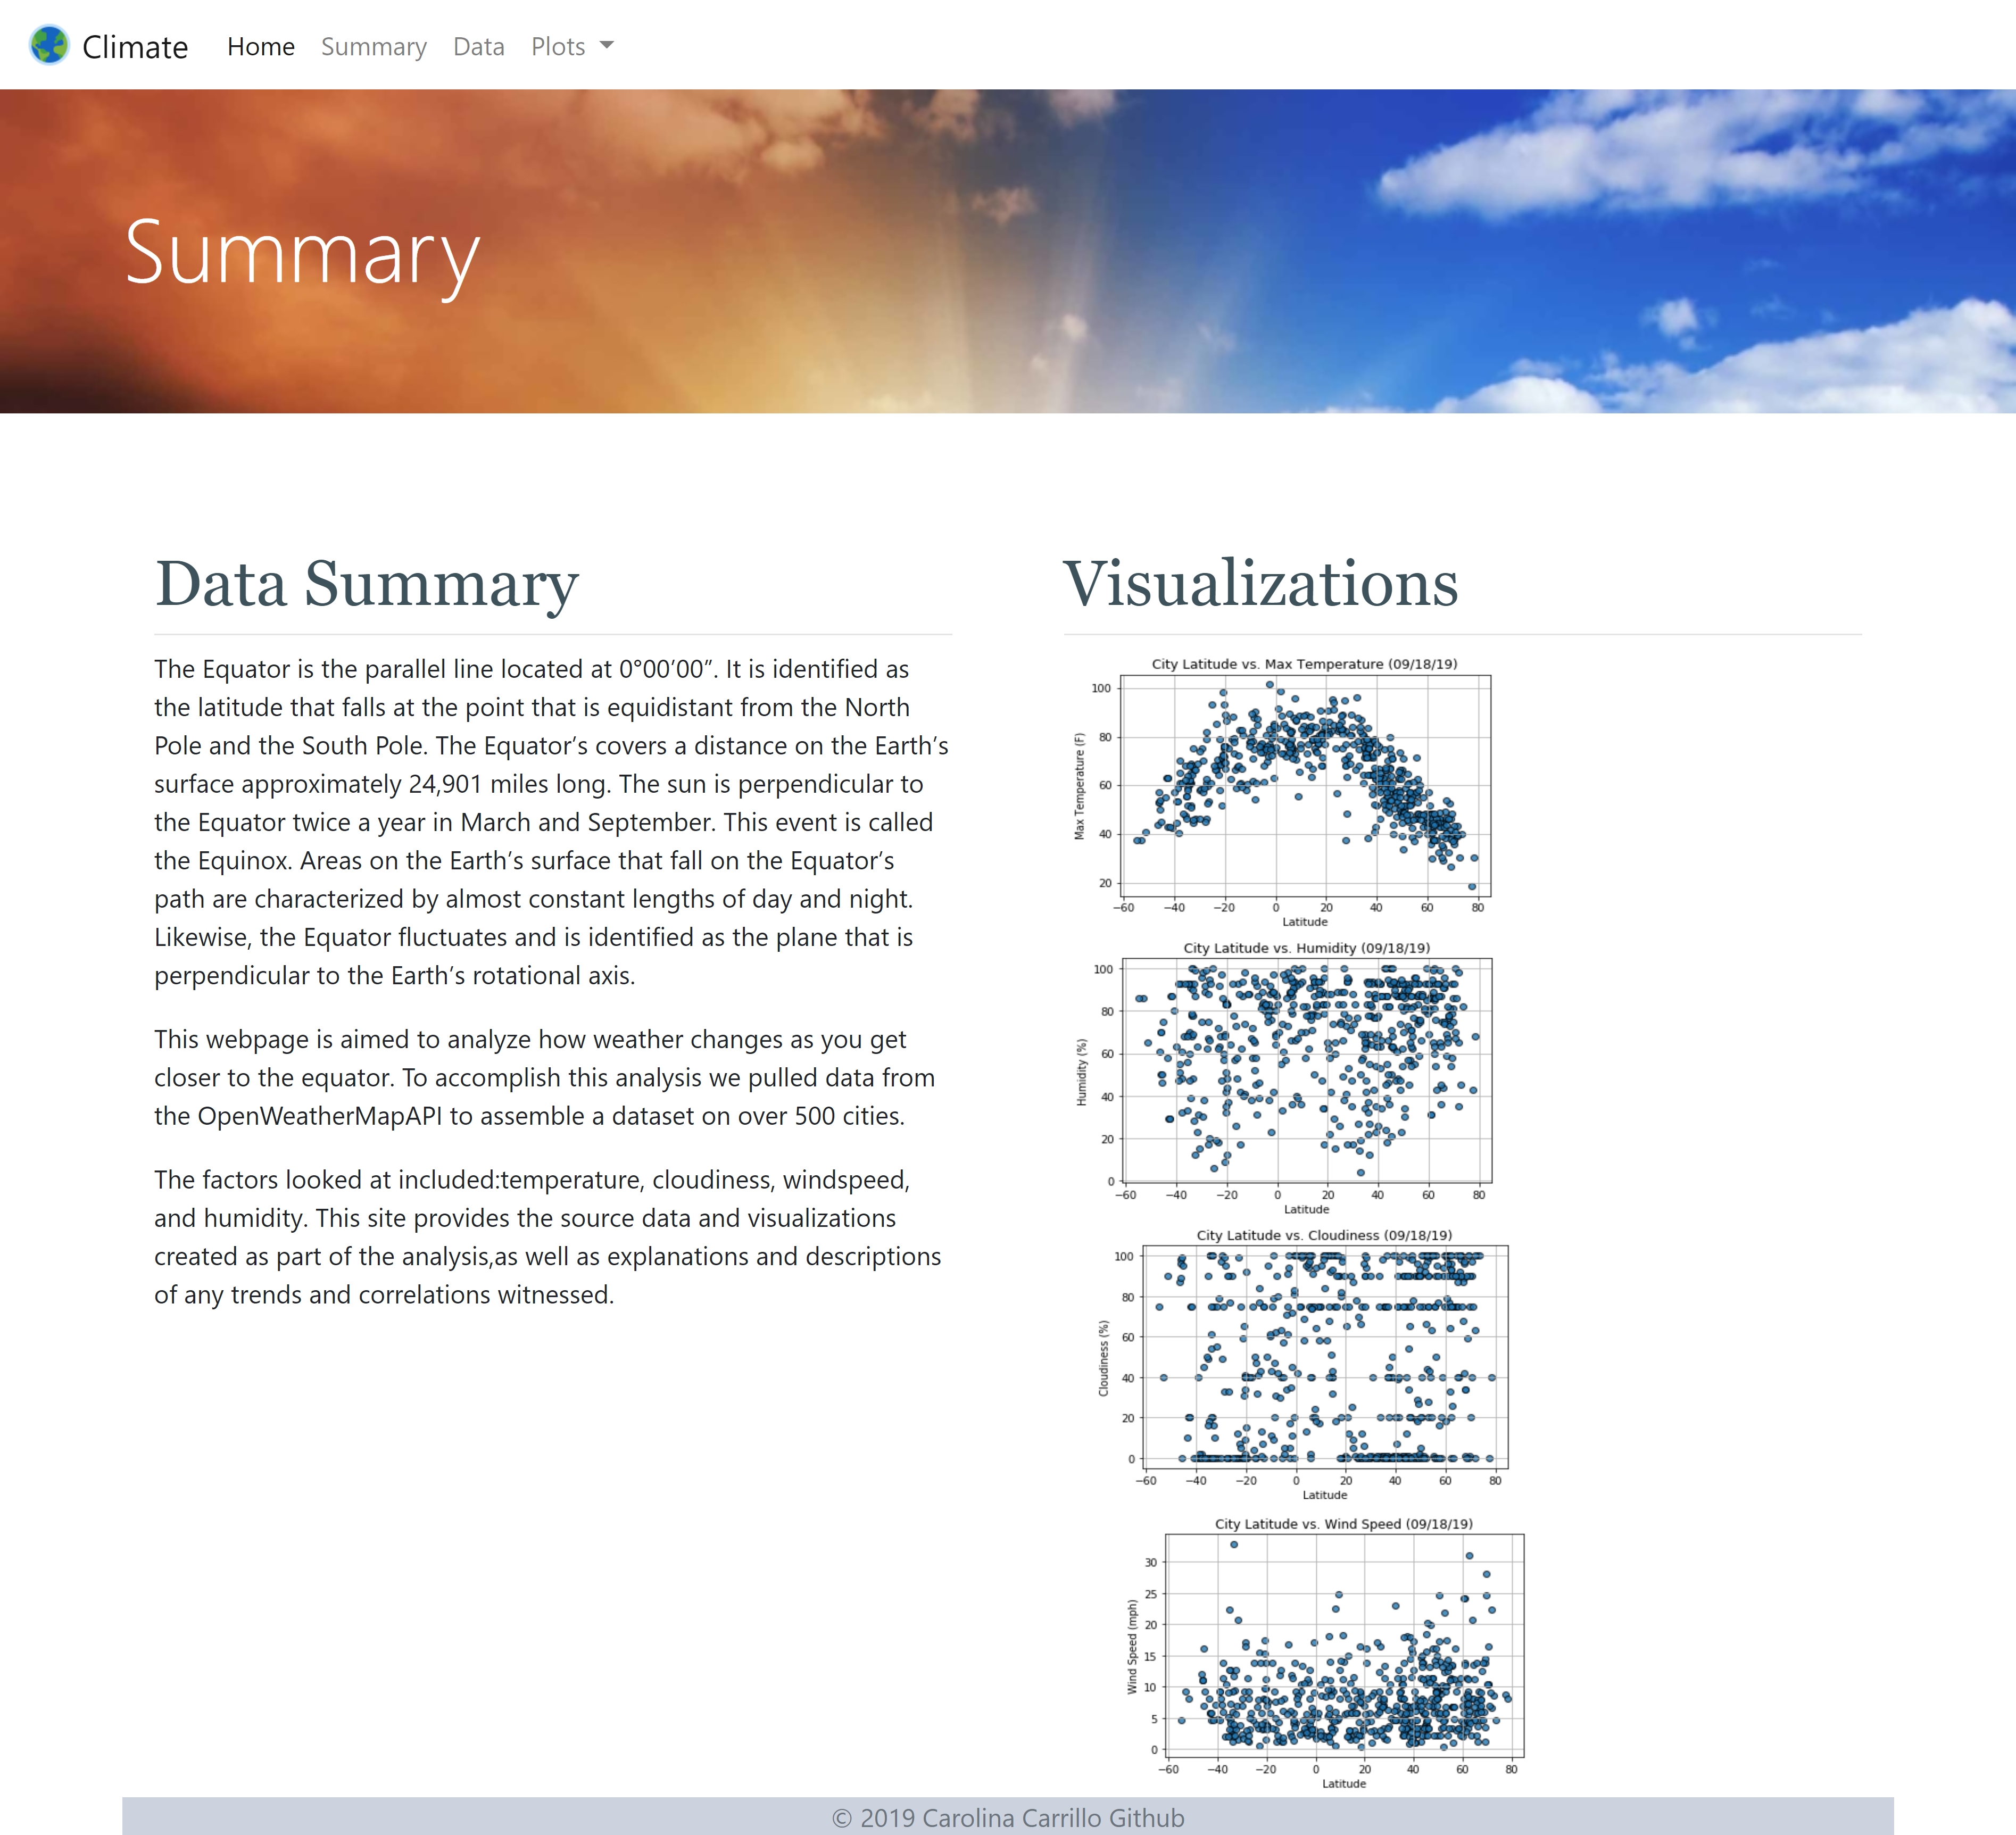 Climate Home Summary Data Plots
Summary
Data Summary
The Equator is the parallel line located at 0°00’00”. It is identified as
the latitude that falls at the point that is equidistant from the North
Pole and the South Pole. The Equator’s covers a distance on the Earth’s
surface approximately 24,901 miles long. The sun is perpendicular to
the Equator twice a year in March and September. This event is called
the Equinox. Areas on the Earth’s surface that fall on the Equator’s
path are characterized by almost constant lengths of day and night.
Likewise, the Equator fluctuates and is identified as the plane that is
perpendicular to the Earth’s rotational axis.
This webpage is aimed to analyze how weather changes as you get
closer to the equator. To accomplish this analysis we pulled data from
the OpenWeatherMapAPI to assemble a dataset on over 500 cities.
The factors looked at included:temperature, cloudiness, windspeed,
and humidity. This site provides the source data and visualizations
created as part of the analysis,as well as explanations and descriptions
of any trends and correlations witnessed.
Visualizations
City Latitude vs. Max Temperature (09/18/19)
Max Temperature (F)
100
80
60
40
20
−60 −40 −20 0 20 40 60 80
Latitude
City Latitude vs. Humidity (09/18/19)
Humidity (%)
100
80
60
40
20
0
−60 −40 −20 0 20 40 60 80
Latitude
City Latitude vs. Cloudiness (09/18/19)
Cloudiness (%)
100
80
60
40
20
0
−60 −40 −20 0 20 40 60 80
Latitude
City Latitude vs. Wind Speed (09/18/19)
Wind Speed (mph)
30
25
20
15
10
5
0
−60 −40 −20 0 20 40 60 80
Latitude
© 2019 Carolina Carrillo Github